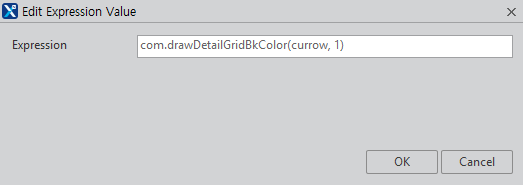 Edit Expression Value
Expression
com.drawDetailGridBkColor(currow, 1)
OK
Cancel